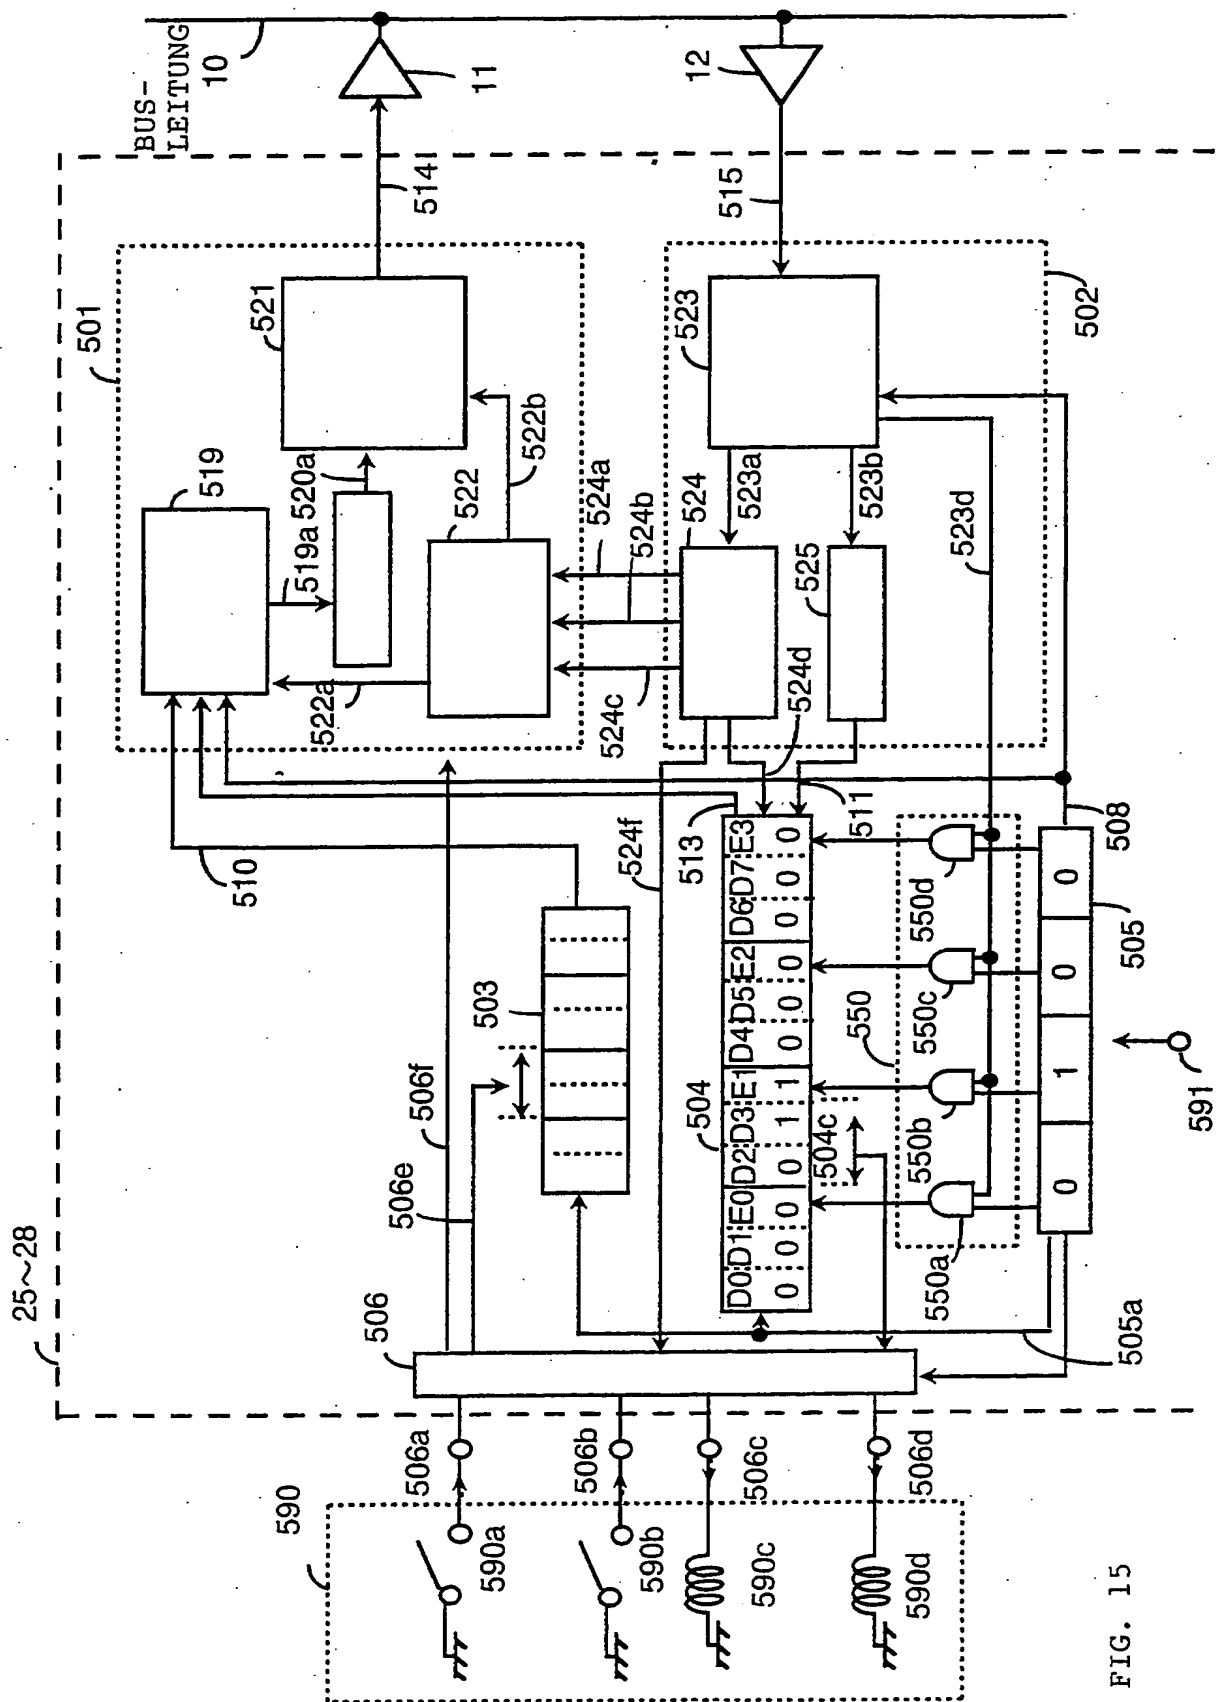 25~28
BUS-
LEITUNG
10
11
12
514
515
501
521
519
519a
520a
522
522a
522b
502
523
523a
523b
523d
524
524a
524b
524c
524d
524f
525
510
511
513
503
506f
506e
504
D0 D1 E0 D2 D3 E1 D4 D5 E2 D6 D7 E3
0 0 0 0 1 1 0 0 0 0 0 0
504c
550
550a
550b
550c
550d
0 1 0 0
505
508
505a
591
506
506a
506b
506c
506d
590
590a
590b
590c
590d
FIG. 15